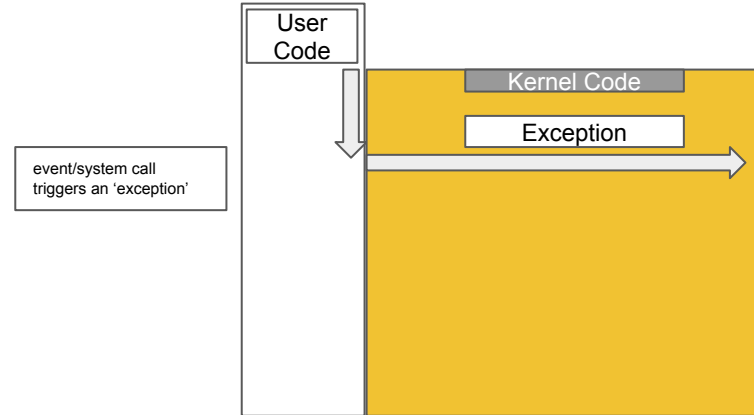 User
Code
Kernel Code
Exception
event/system call
triggers an ‘exception’